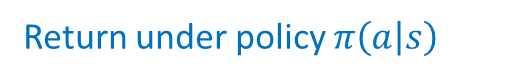 Return under policy 𝜋(𝑎|𝑠)